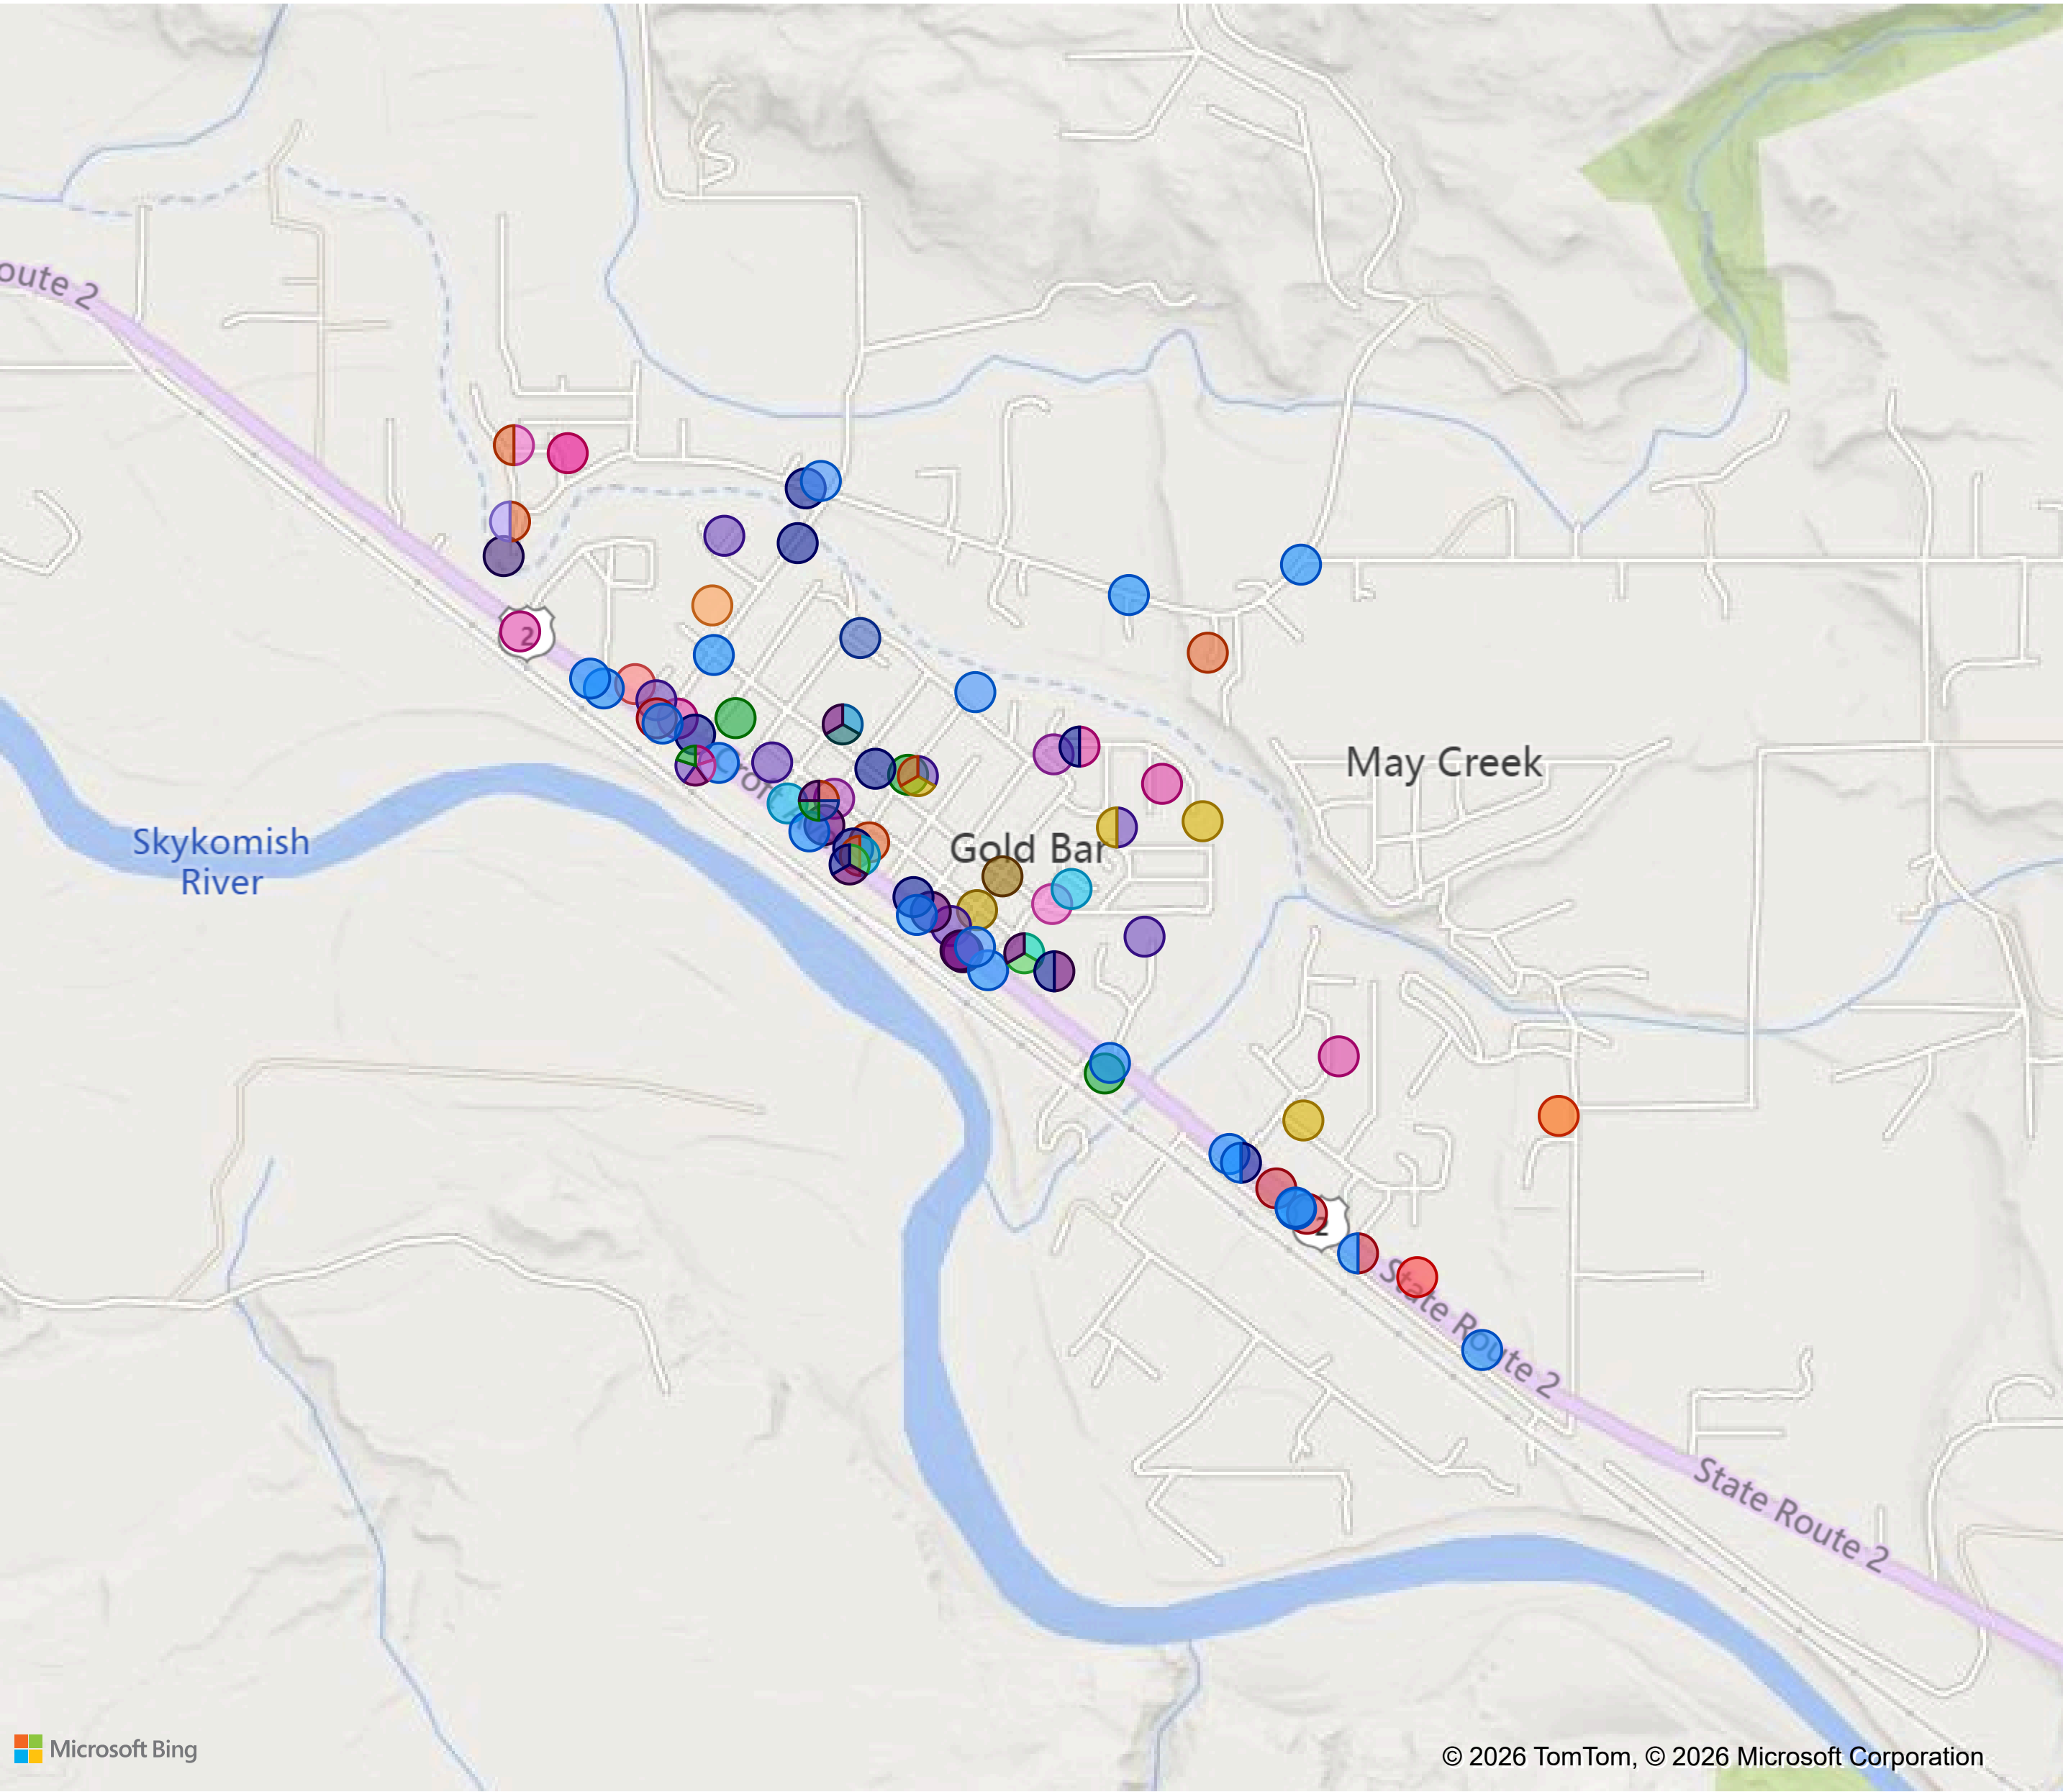 oute 2
2
May Creek
Skykomish
River
Gold Bar
2
State Route 2
State Route 2
Microsoft Bing
© 2026 TomTom, © 2026 Microsoft Corporation